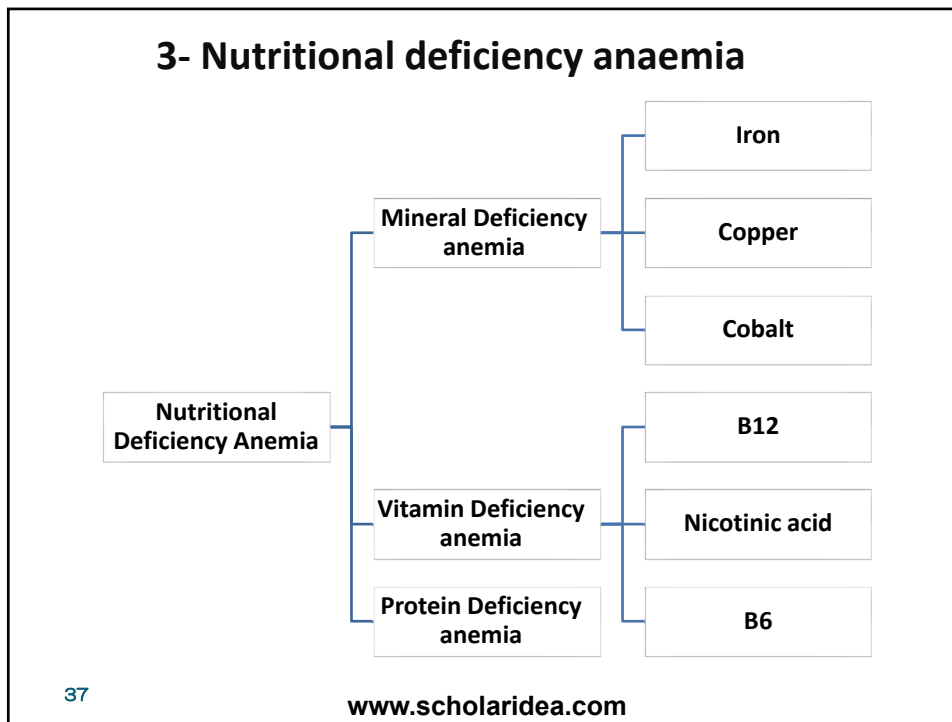 3- Nutritional deficiency anaemia
Nutritional
Deficiency Anemia
Mineral Deficiency
anemia
Iron
Copper
Cobalt
Vitamin Deficiency
anemia
B12
Nicotinic acid
B6
Protein Deficiency
anemia
37
www.scholaridea.com